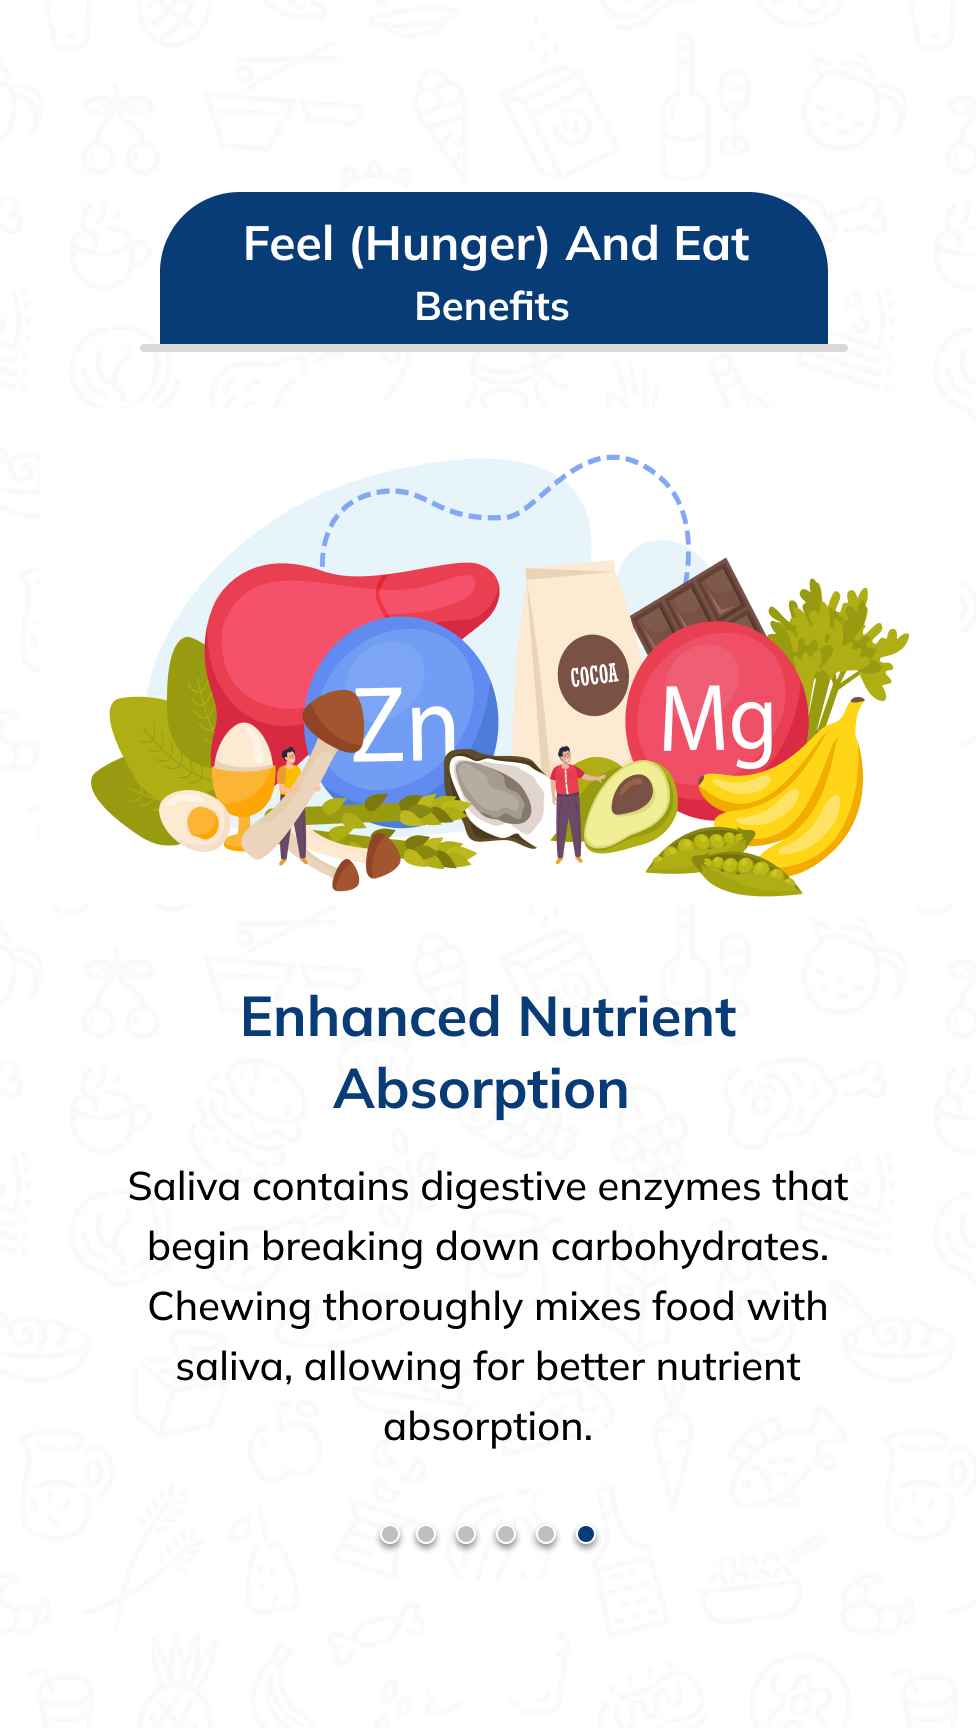 Feel (Hunger) And Eat
Benefits
COCOA
Zn
Mg
Enhanced Nutrient
Absorption
Saliva contains digestive enzymes that
begin breaking down carbohydrates.
Chewing thoroughly mixes food with
saliva, allowing for better nutrient
absorption.